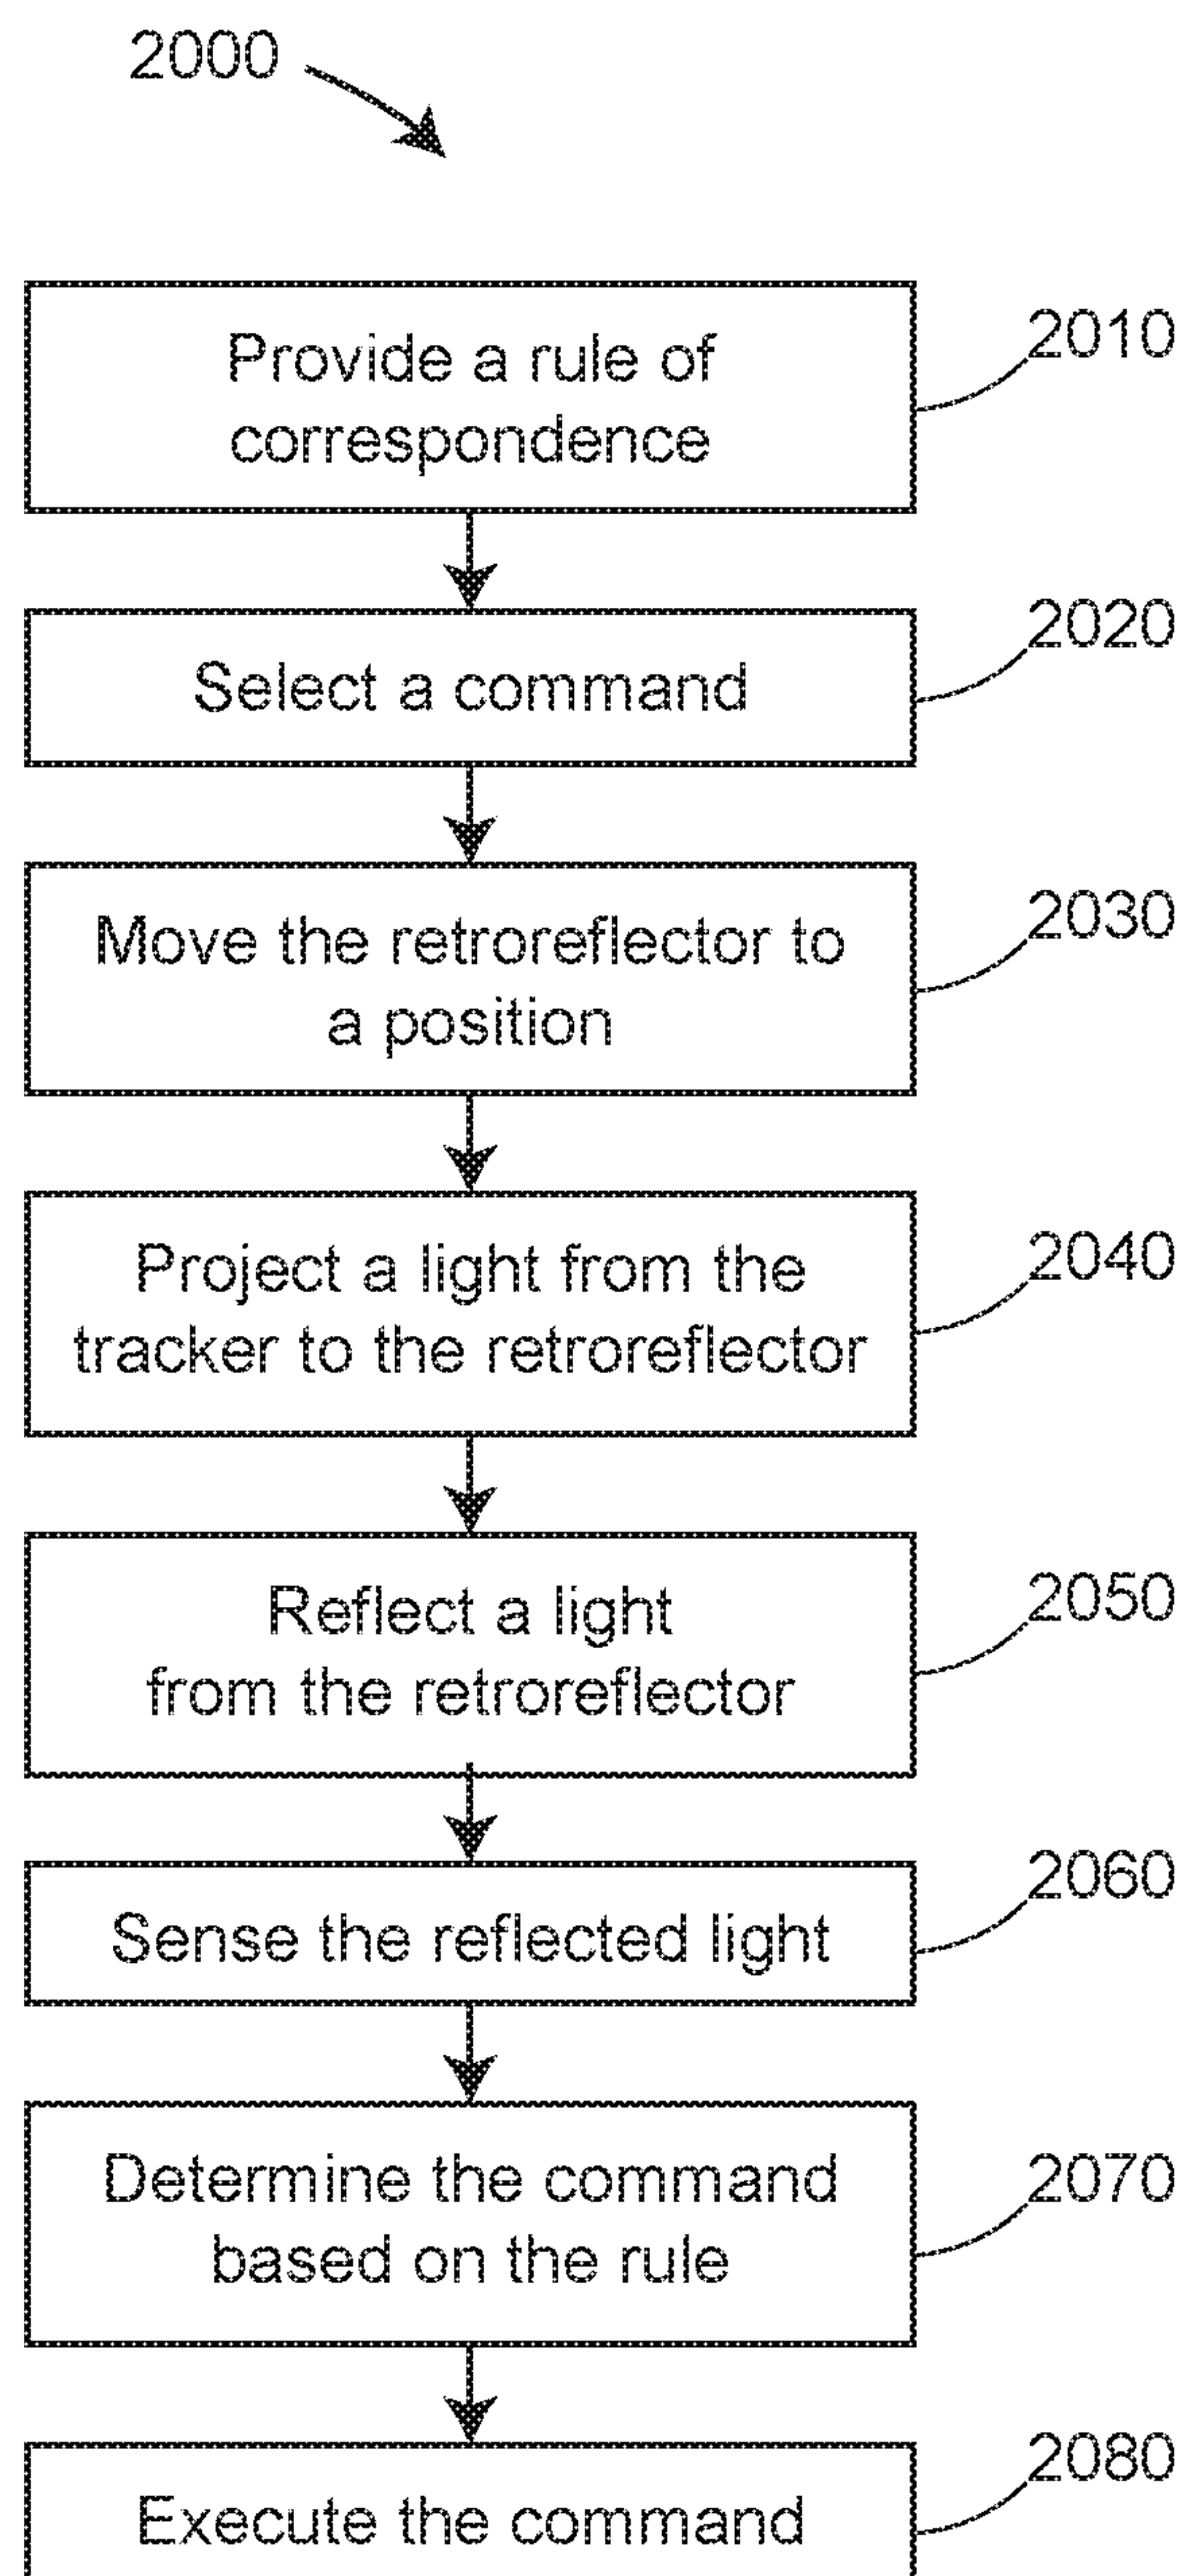 2000
Provide a rule of
correspondence
2010
Select a command
2020
Move the retroreflector to
a position
2030
Project a light from the
tracker to the retroreflector
2040
Reflect a light
from the retroreflector
2050
Sense the reflected light
2060
Determine the command
based on the rule
2070
Execute the command
2080